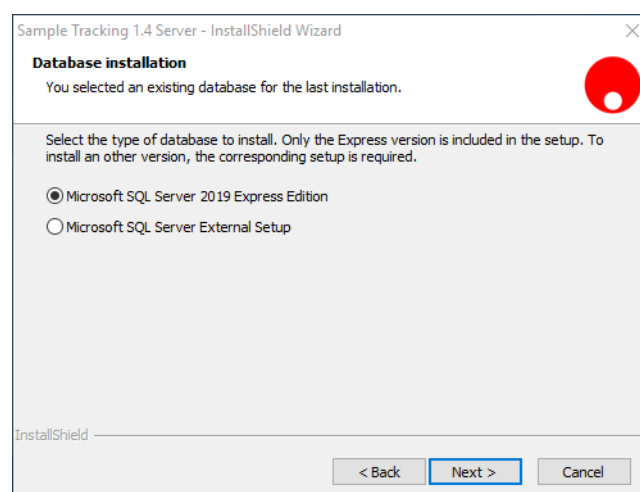 Sample Tracking 1.4 Server - InstallShield Wizard
Database installation
You selected an existing database for the last installation.
Select the type of database to install. Only the Express version is included in the setup. To
install an other version, the corresponding setup is required.
Microsoft SQL Server 2019 Express Edition
Microsoft SQL Server External Setup
InstallShield
< Back
Next >
Cancel